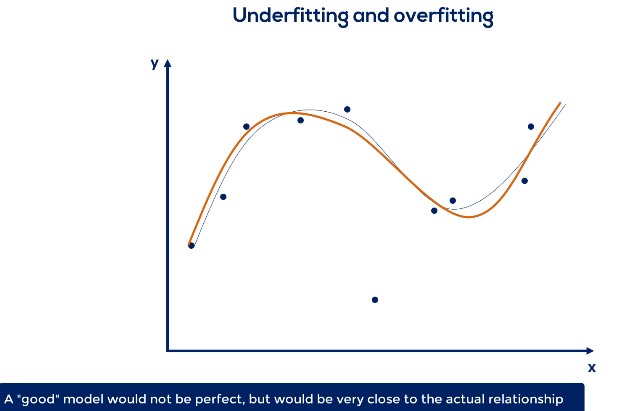 Underfitting and overfitting
y
x
A "good" model would not be perfect, but would be very close to the actual relationship